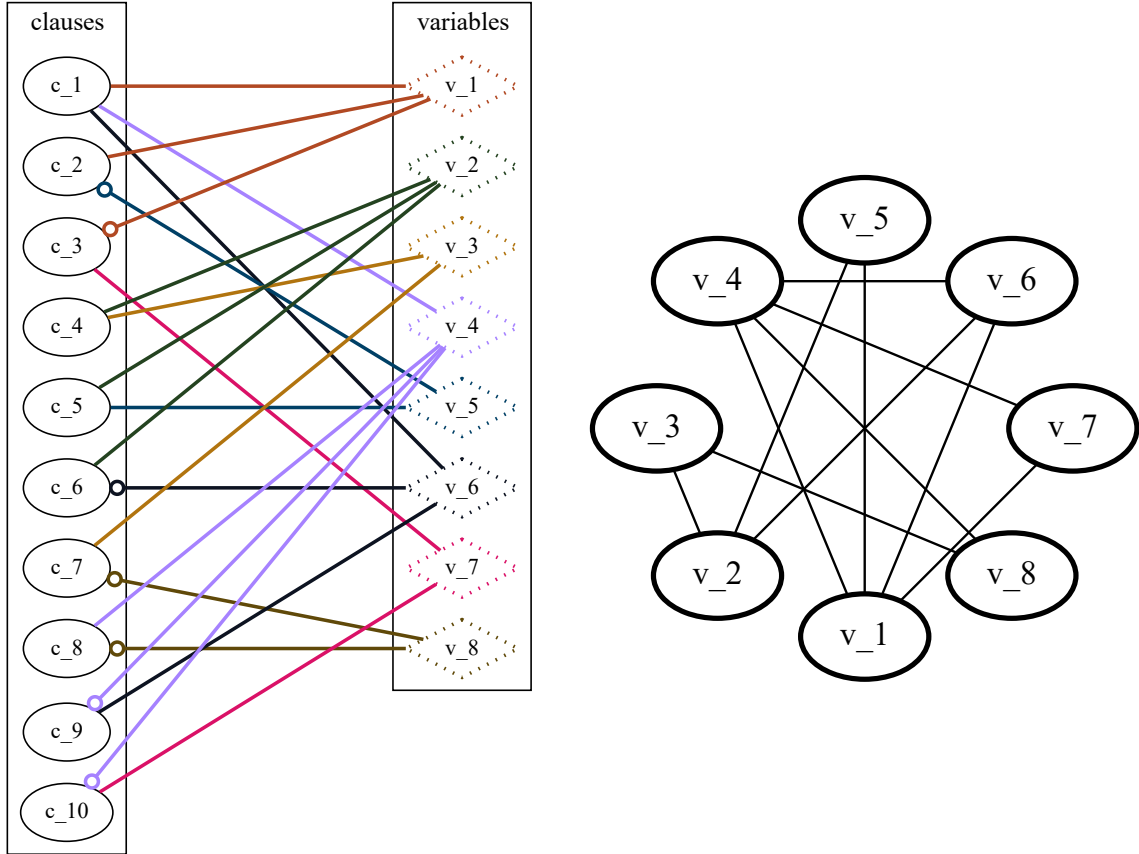 clauses
c_1
c_2
c_3
c_4
c_5
c_6
c_7
c_8
c_9
c_10
variables
v_1
v_2
v_3
v_4
v_5
v_6
v_7
v_8
v_5
v_4
v_6
v_3
v_7
v_2
v_8
v_1